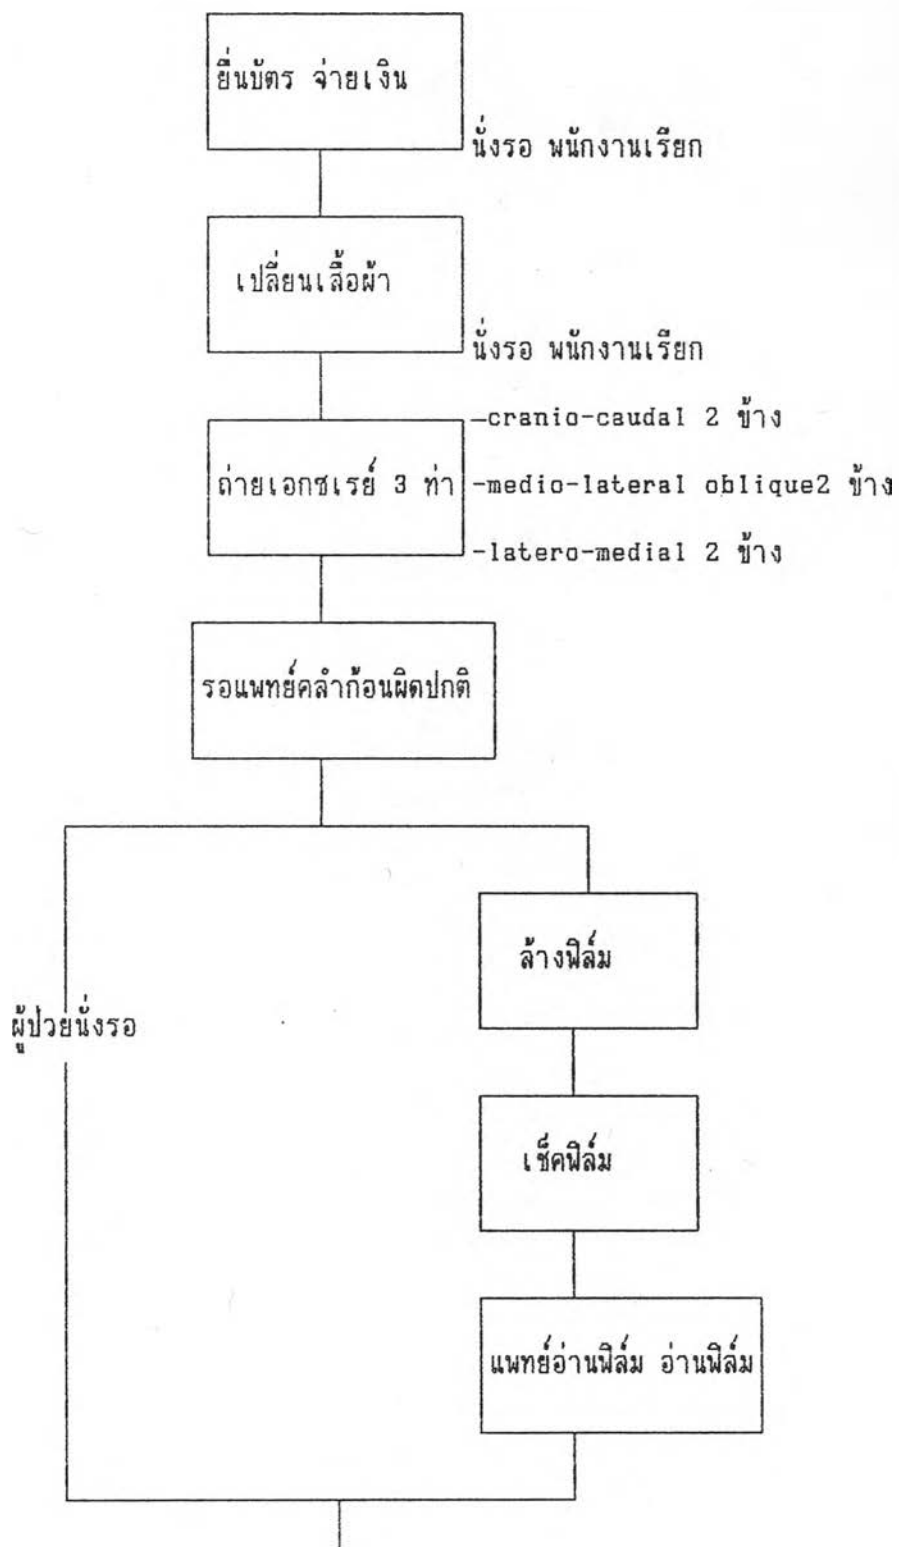 ยื่นบัตร จ่ายเงิน
นั่งรอ พนักงานเรียก
เปลี่ยนเสื้อผ้า
นั่งรอ พนักงานเรียก
-cranio-caudal 2 ข้าง
ถ่ายเอกซเรย์ 3 ท่า
-medio-lateral oblique2 ข้าง
-latero-medial 2 ข้าง
รอแพทย์คลำก้อนผิดปกติ
ล้างฟิล์ม
ผู้ป่วยนั่งรอ
เช็คฟิล์ม
แพทย์อ่านฟิล์ม อ่านฟิล์ม